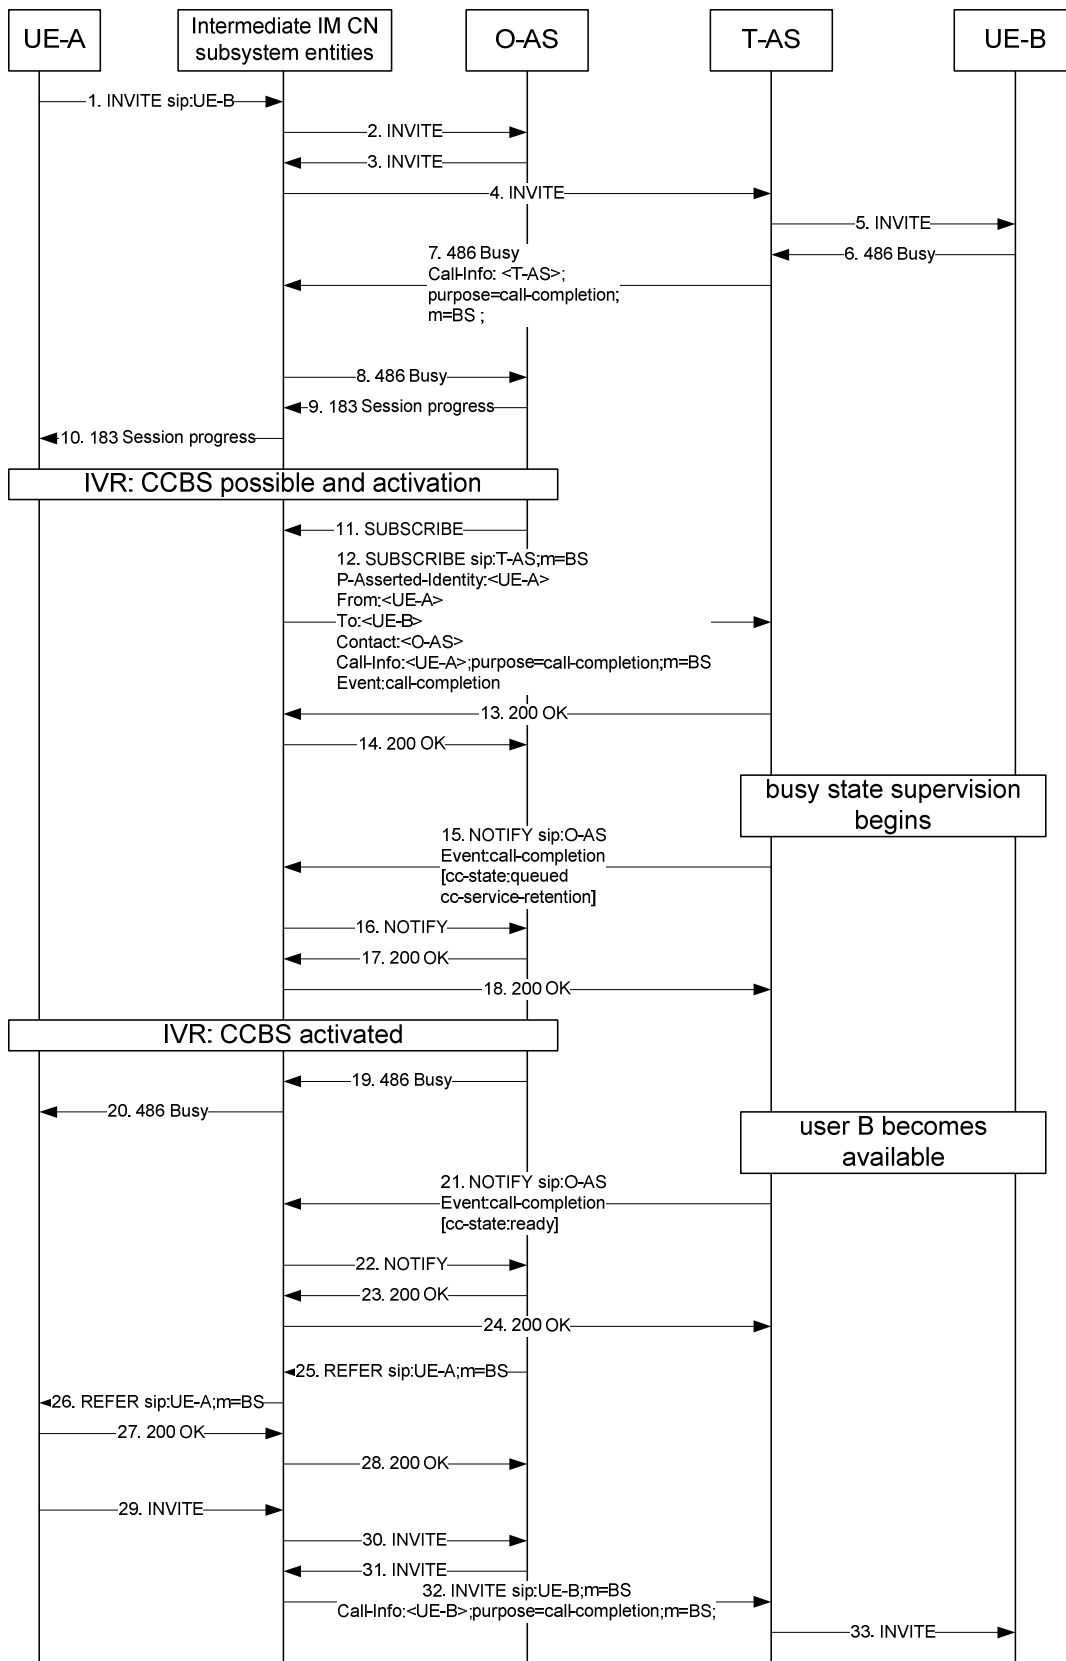 UE-A
Intermediate IM CN
subsystem entities
O-AS
T-AS
UE-B
1. INVITE sip:UE-B
2. INVITE
3. INVITE
4. INVITE
5. INVITE
6. 486 Busy
7. 486 Busy
Call-Info: <T-AS>;
purpose=call-completion;
m=BS ;
8. 486 Busy
9. 183 Session progress
10. 183 Session progress
IVR: CCBS possible and activation
11. SUBSCRIBE
12. SUBSCRIBE sip:T-AS;m=BS
P-Asserted-Identity:<UE-A>
From:<UE-A>
To:<UE-B>
Contact:<O-AS>
Call-Info:<UE-A>;purpose=call-completion;m=BS
Event:call-completion
13. 200 OK
14. 200 OK
busy state supervision
begins
15. NOTIFY sip:O-AS
Event:call-completion
[cc-state:queued
cc-service-retention]
16. NOTIFY
17. 200 OK
18. 200 OK
IVR: CCBS activated
19. 486 Busy
20. 486 Busy
user B becomes
available
21. NOTIFY sip:O-AS
Event:call-completion
[cc-state:ready]
22. NOTIFY
23. 200 OK
24. 200 OK
25. REFER sip:UE-A;m=BS
26. REFER sip:UE-A;m=BS
27. 200 OK
28. 200 OK
29. INVITE
30. INVITE
31. INVITE
32. INVITE sip:UE-B;m=BS
Call-Info:<UE-B>;purpose=call-completion;m=BS;
33. INVITE